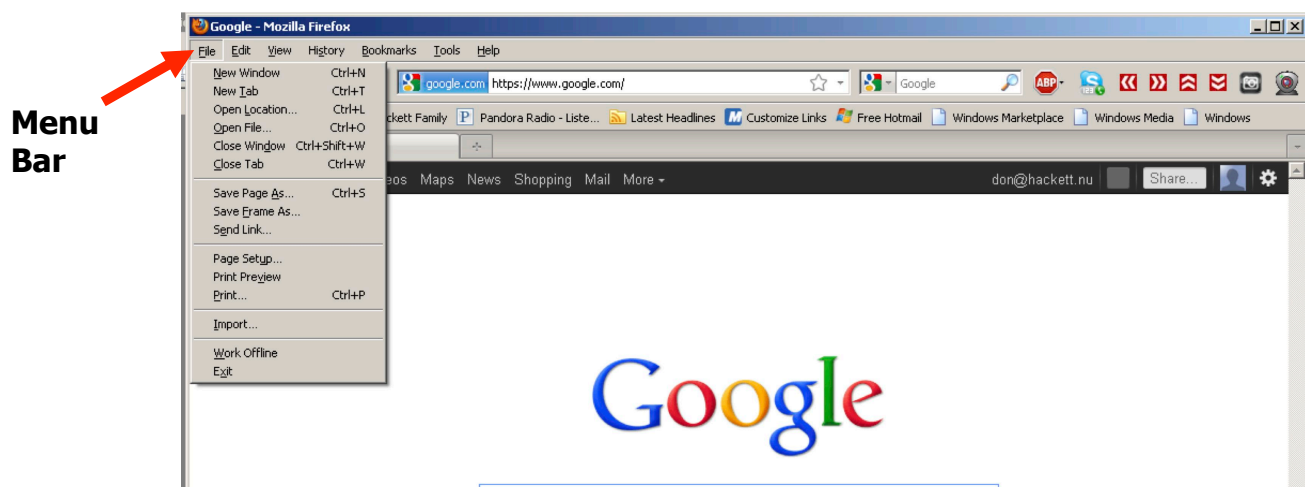 Google - Mozilla Firefox
File Edit View History Bookmarks Tools Help
Menu
Bar
New Window Ctrl+N
New Tab Ctrl+T
Open Location... Ctrl+L
Open File... Ctrl+O
Close Window Ctrl+Shift+W
Close Tab Ctrl+W
Save Page As... Ctrl+S
Save Frame As...
Send Link...
Page Setup...
Print Preview
Print... Ctrl+P
Import...
Work Offline
Exit
google.com https://www.google.com/ Google ABP
Family P Pandora Radio - Liste... Latest Headlines M Customize Links Free Hotmail Windows Marketplace Windows Media Windows
Maps News Shopping Mail More don@hackett.nu Share...
Google